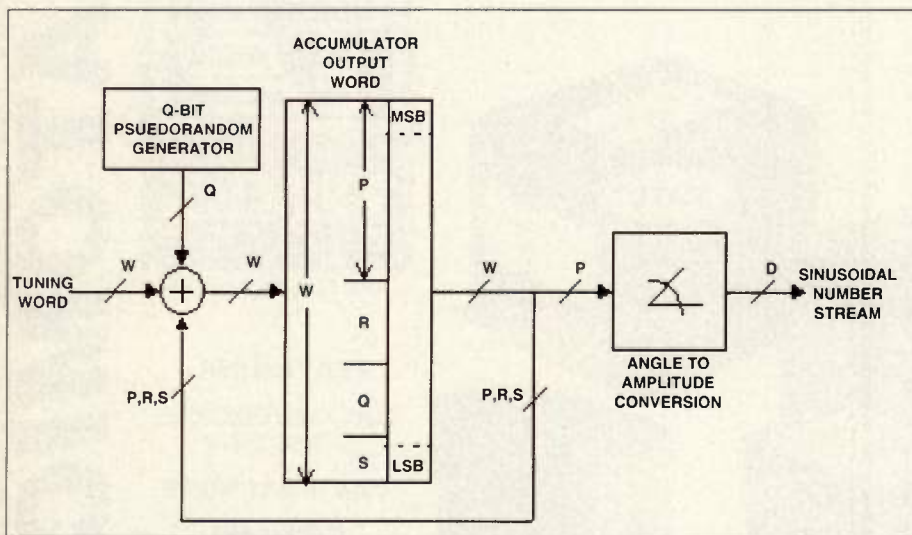 ACCUMULATOR
OUTPUT
WORD
Q-BIT
PSUEDORANDOM
GENERATOR
MSB
P
Q
W
W
W
P
D
TUNING
WORD
+
W
SINUSOIDAL
NUMBER
STREAM
R
ANGLE TO
AMPLITUDE
CONVERSION
P,R,S
P,R,S
Q
S
LSB